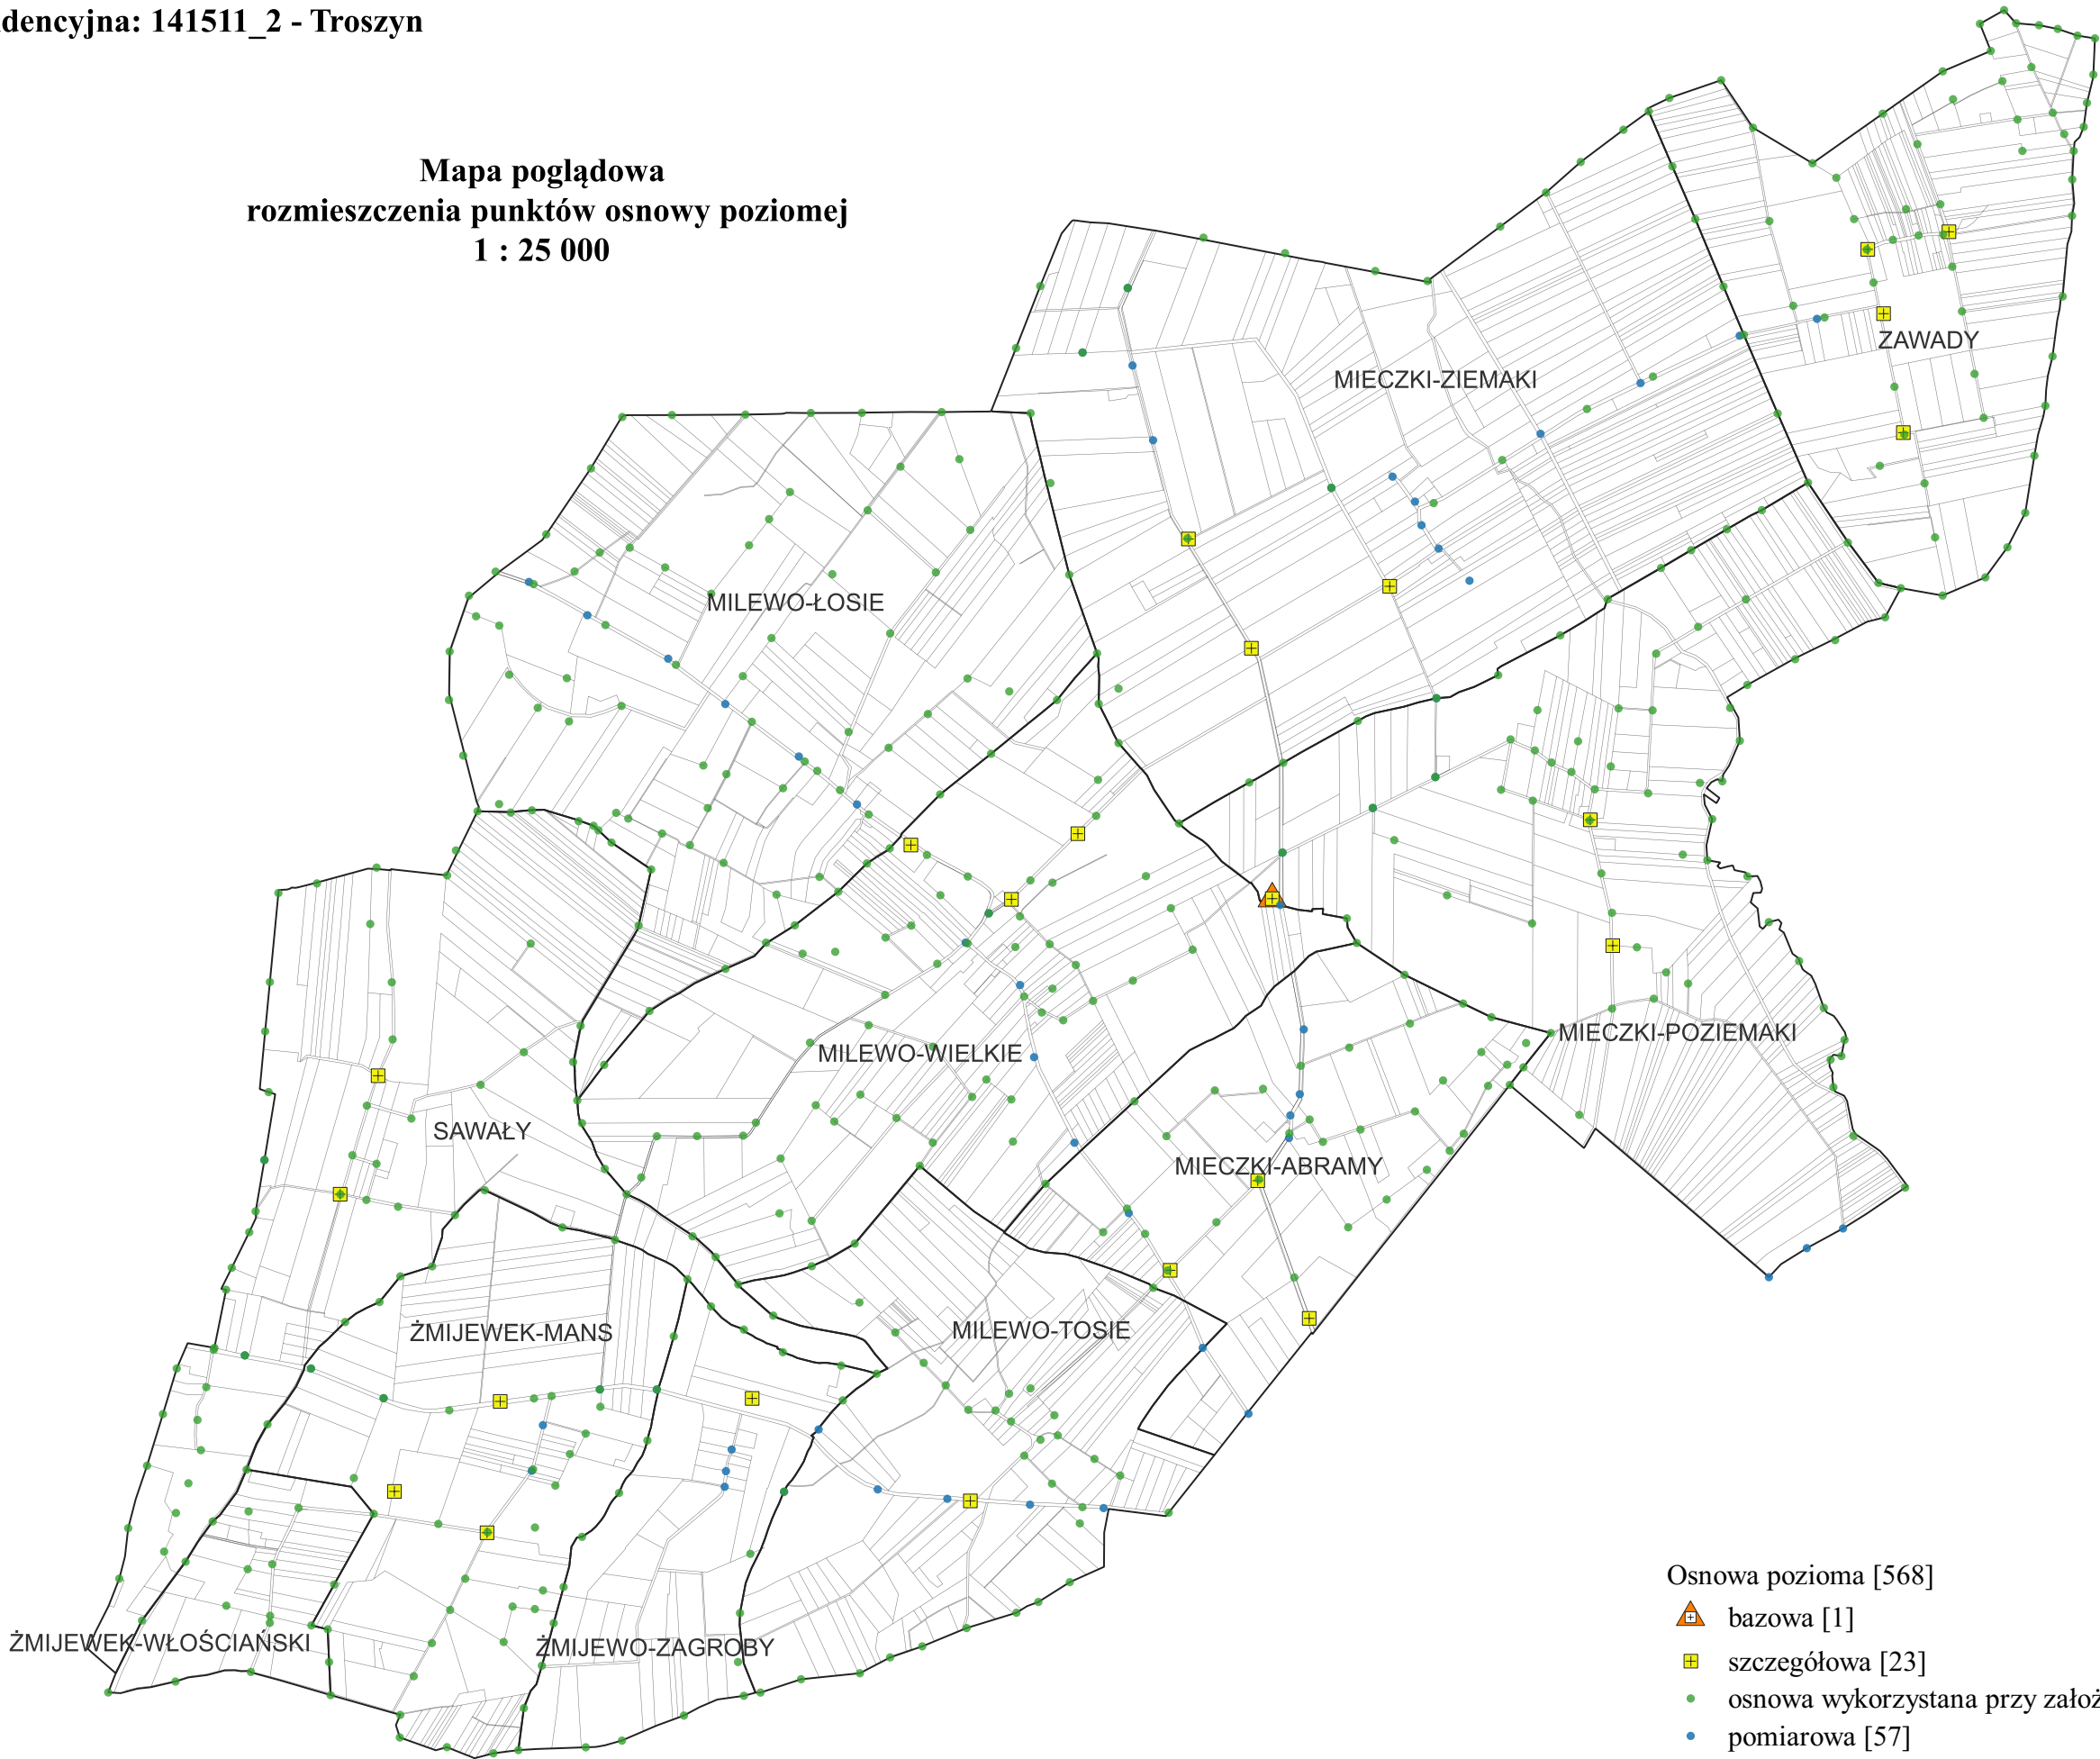 dencyjna: 141511_2 - Troszyn
Mapa poglądowa
rozmieszczenia punktów osnowy poziomej
1 : 25 000
ZAWADY
MIECZKI-ZIEMAKI
MILEWO-ŁOSIE
MIECZKI-POZIEMAKI
MILEWO-WIELKIE
SAWAŁY
MIECZKI-ABRAMY
MILEWO-TOSIE
ŻMIJEWEK-MANS
ŻMIJEWEK-WŁOŚCIAŃSKI
ŻMIJEWO-ZAGROBY
Osnowa pozioma [568]
bazowa [1]
szczegółowa [23]
osnowa wykorzystana przy założ
pomiarowa [57]